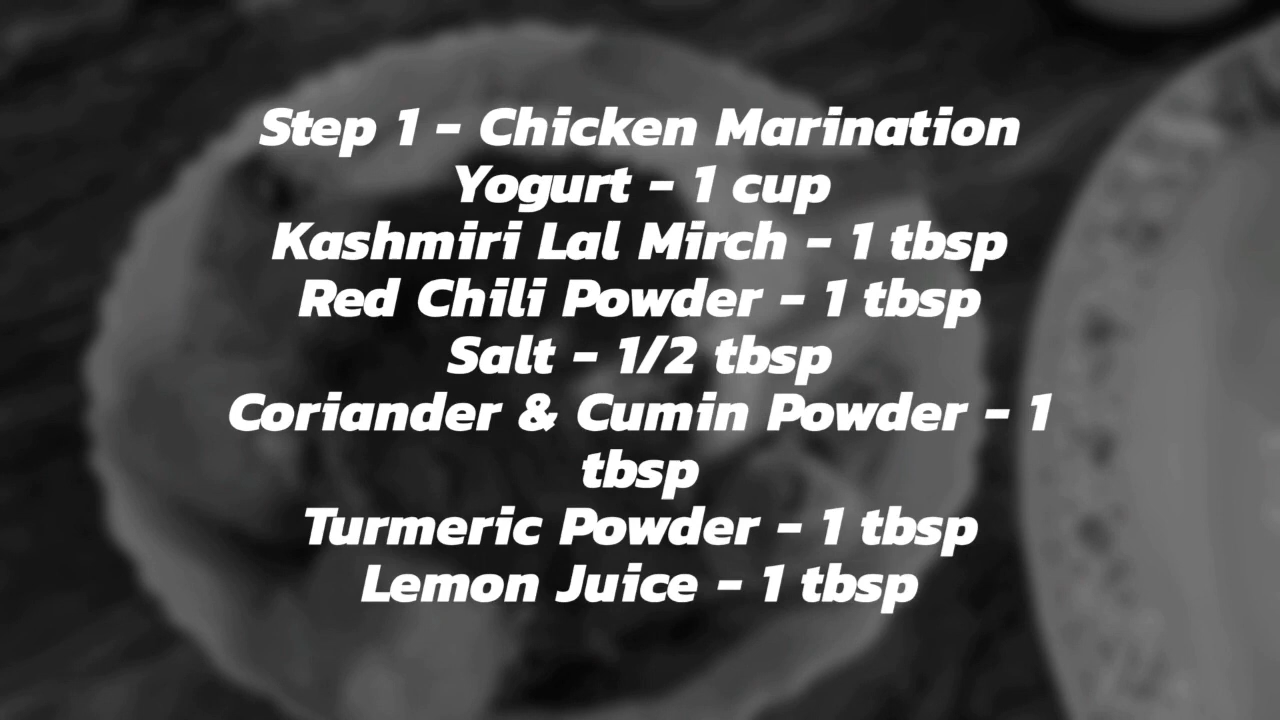 Step 1 - Chicken Marination
Yogurt - 1 cup
Kashmiri Lal Mirch - 1 tbsp
Red Chili Powder - 1 tbsp
Salt - 1/2 tbsp
Coriander & Cumin Powder - 1
tbsp
Turmeric Powder - 1 tbsp
Lemon Juice - 1 tbsp